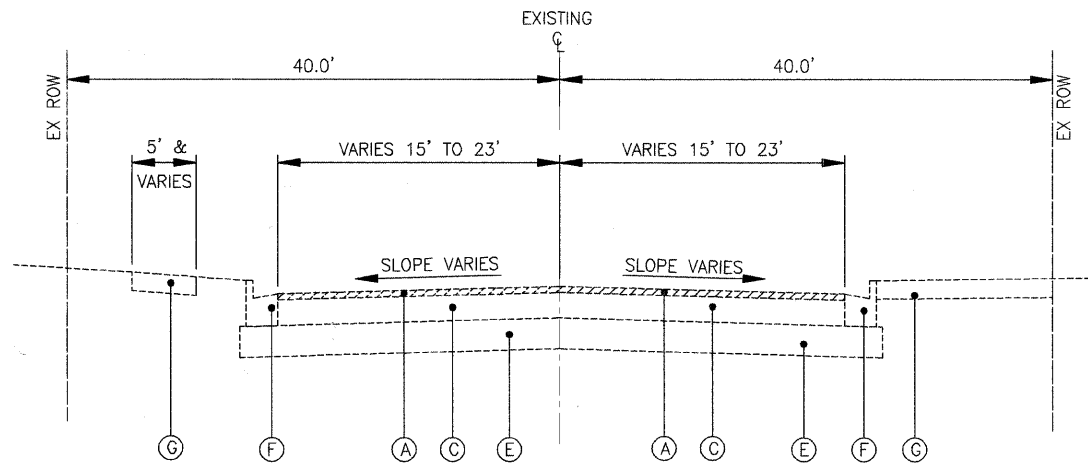 EXISTING
℄
40.0' 40.0'
EX ROW
EX ROW
5' &
VARIES
VARIES 15' TO 23' VARIES 15' TO 23'
SLOPE VARIES SLOPE VARIES
G F A C E A C E F G